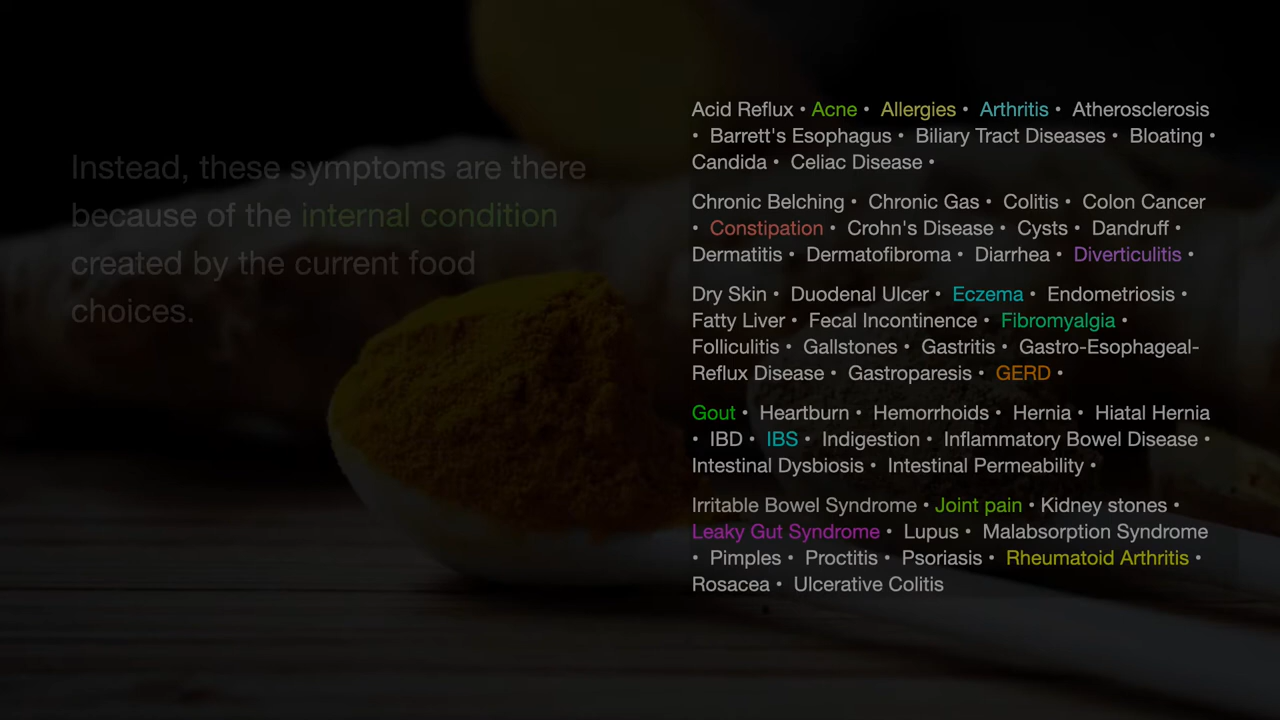 Instead, these symptoms are there
because of the internal condition
created by the current food
choices.
Acid Reflux • Acne • Allergies • Arthritis • Atherosclerosis
• Barrett's Esophagus • Biliary Tract Diseases • Bloating •
Candida • Celiac Disease •
Chronic Belching • Chronic Gas • Colitis • Colon Cancer
• Constipation • Crohn's Disease • Cysts • Dandruff •
Dermatitis • Dermatofibroma • Diarrhea • Diverticulitis •
Dry Skin • Duodenal Ulcer • Eczema • Endometriosis •
Fatty Liver • Fecal Incontinence • Fibromyalgia •
Folliculitis • Gallstones • Gastritis • Gastro-Esophageal-
Reflux Disease • Gastroparesis • GERD •
Gout • Heartburn • Hemorrhoids • Hernia • Hiatal Hernia
• IBD • IBS • Indigestion • Inflammatory Bowel Disease •
Intestinal Dysbiosis • Intestinal Permeability •
Irritable Bowel Syndrome • Joint pain • Kidney stones •
Leaky Gut Syndrome • Lupus • Malabsorption Syndrome
• Pimples • Proctitis • Psoriasis • Rheumatoid Arthritis •
Rosacea • Ulcerative Colitis